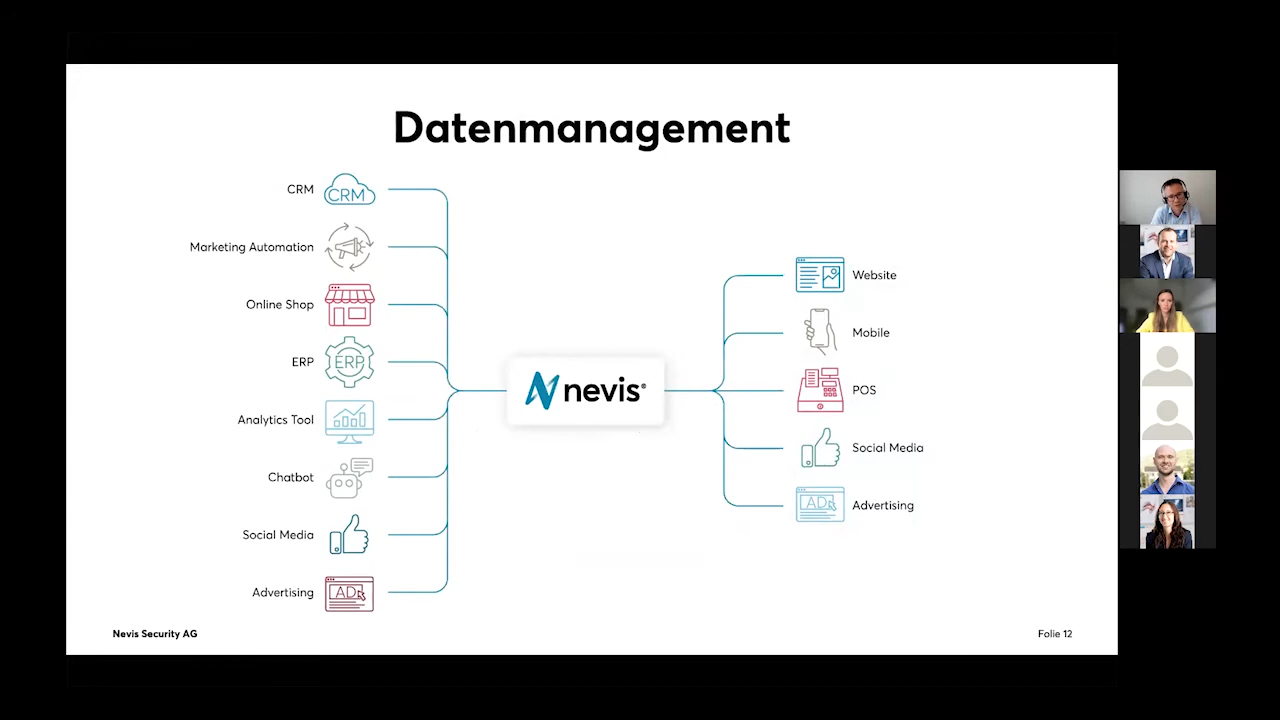 Datenmanagement
CRM
CRM
Marketing Automation
Online Shop
ERP
ERP
Analytics Tool
Chatbot
Social Media
Advertising
AD
nevis®
Website
Mobile
POS
Social Media
AD
Advertising
Nevis Security AG
Folie 12